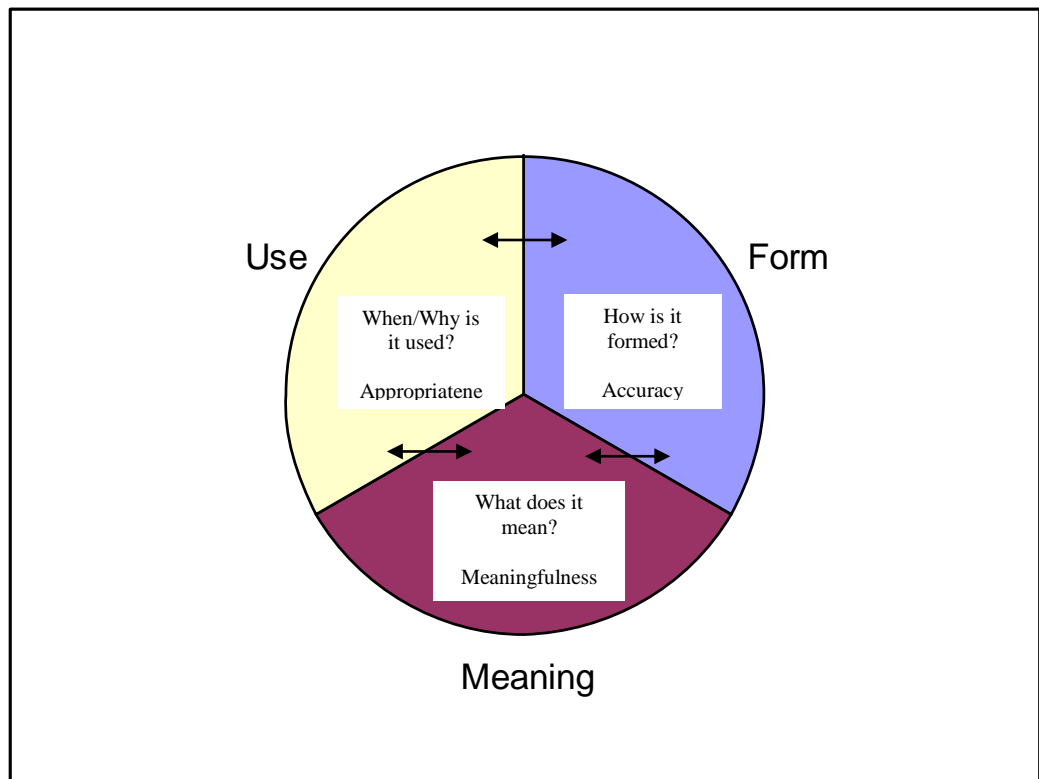 Use
Form
When/Why is
it used?
Appropriatene
How is it
formed?
Accuracy
What does it
mean?
Meaningfulness
Meaning